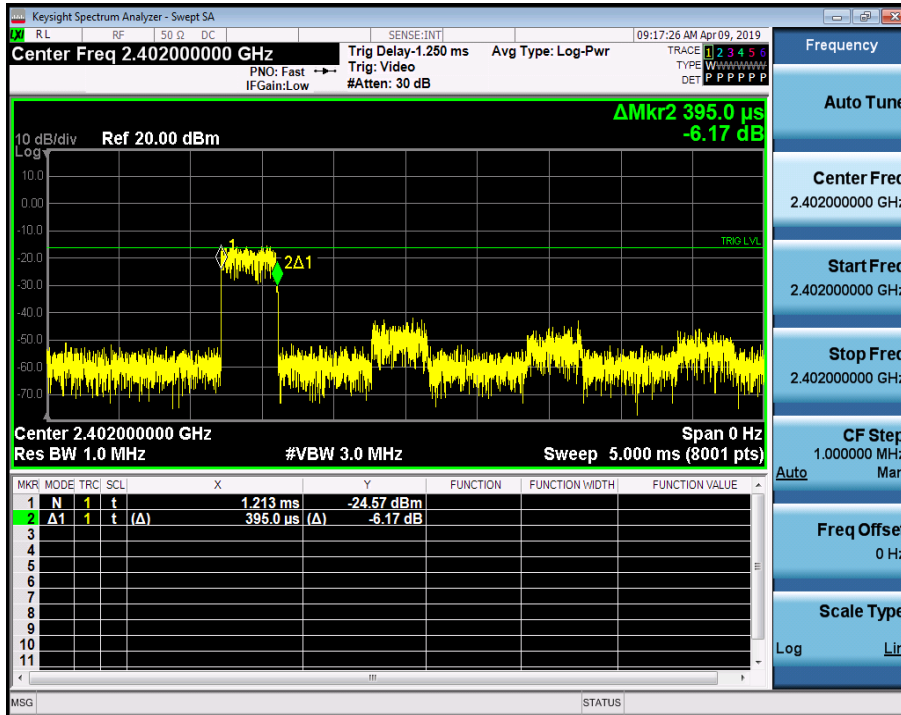 Keysight Spectrum Analyzer - Swept SA
LXI RL RF 50 Ω DC SENSE:INT 09:17:26 AM Apr 09, 2019
Center Freq 2.402000000 GHz
PNO: Fast
IFGain:Low
Trig Delay-1.250 ms
Trig: Video
#Atten: 30 dB
Avg Type: Log-Pwr
TRACE 1 2 3 4 5 6
TYPE WWWWWW
DET P P P P P P
ΔMkr2 395.0 µs
-6.17 dB
10 dB/div Ref 20.00 dBm
Log
10.0
0.00
-10.0
-20.0
-30.0
-40.0
-50.0
-60.0
-70.0
TRIG LVL
1
2Δ1
Center 2.402000000 GHz Span 0 Hz
Res BW 1.0 MHz #VBW 3.0 MHz Sweep 5.000 ms (8001 pts)
MKR MODE TRC SCL X Y FUNCTION FUNCTION WIDTH FUNCTION VALUE
1 N 1 t 1.213 ms -24.57 dBm
2 Δ1 1 t (Δ) 395.0 µs (Δ) -6.17 dB
3
4
5
6
7
8
9
10
11
MSG STATUS
Frequency
Auto Tune
Center Freq
2.402000000 GHz
Start Freq
2.402000000 GHz
Stop Freq
2.402000000 GHz
CF Step
1.000000 MHz
Auto Man
Freq Offset
0 Hz
Scale Type
Log Lin